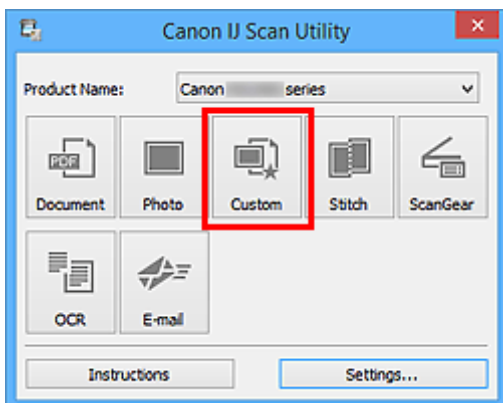 Canon IJ Scan Utility
Product Name: Canon series
Document Photo Custom Stitch ScanGear
PDF
OCR E-mail
Instructions Settings...